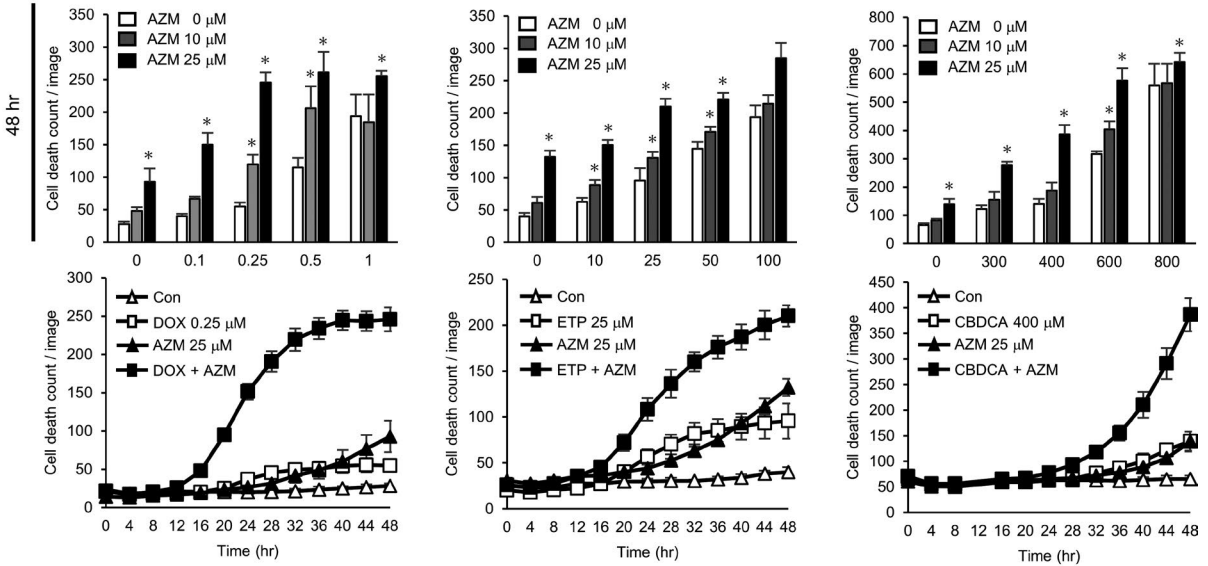 48 hr
Cell death count / image
350
300
250
200
150
100
50
0
AZM 0 μM
AZM 10 μM
AZM 25 μM
* * * * *
0 0.1 0.25 0.5 1
Cell death count / image
350
300
250
200
150
100
50
0
AZM 0 μM
AZM 10 μM
AZM 25 μM
* * * * * * *
0 10 25 50 100
Cell death count / image
800
700
600
500
400
300
200
100
0
AZM 0 μM
AZM 10 μM
AZM 25 μM
* * * * * *
0 300 400 600 800
Cell death count / image
300
250
200
150
100
50
0
Con
DOX 0.25 μM
AZM 25 μM
DOX + AZM
0 4 8 12 16 20 24 28 32 36 40 44 48
Time (hr)
Cell death count / image
250
200
150
100
50
0
Con
ETP 25 μM
AZM 25 μM
ETP + AZM
0 4 8 12 16 20 24 28 32 36 40 44 48
Time (hr)
Cell death count / image
450
400
350
300
250
200
150
100
50
0
Con
CBDCA 400 μM
AZM 25 μM
CBDCA + AZM
0 4 8 12 16 20 24 28 32 36 40 44 48
Time (hr)